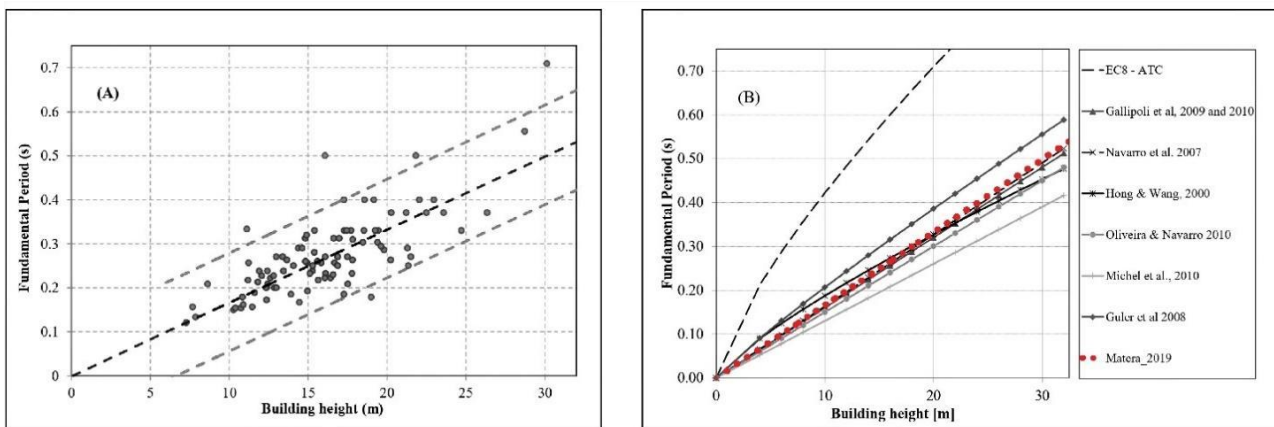 (A)
Fundamental Period (s)
0.7
0.6
0.5
0.4
0.3
0.2
0.1
0
0 5 10 15 20 25 30
Building height (m)
(B)
Fundamental Period (s)
0.70
0.60
0.50
0.40
0.30
0.20
0.10
0.00
0 10 20 30
Building height [m]
EC8 - ATC
Gallipoli et al, 2009 and 2010
Navarro et al. 2007
Hong & Wang, 2000
Oliveira & Navarro 2010
Michel et al., 2010
Guler et al 2008
Matera_2019